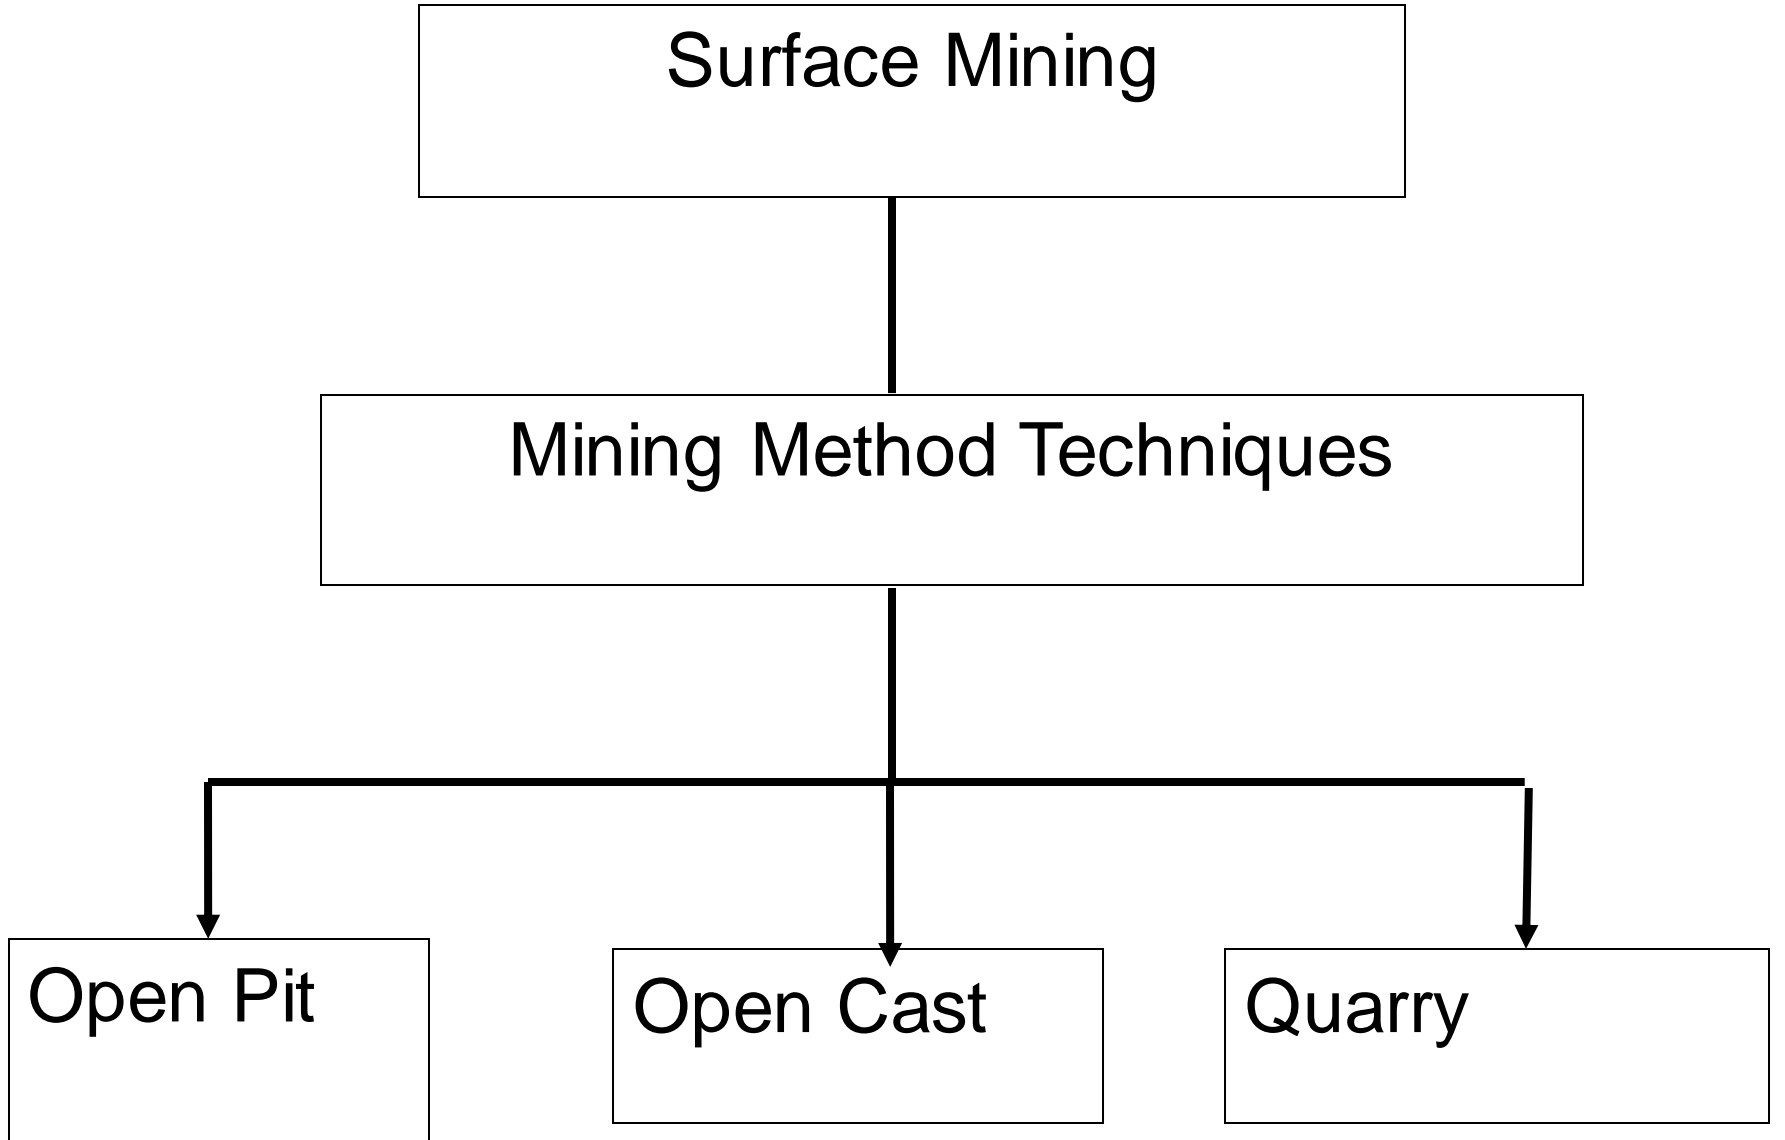 Surface Mining
Mining Method Techniques
Open Pit
Open Cast
Quarry